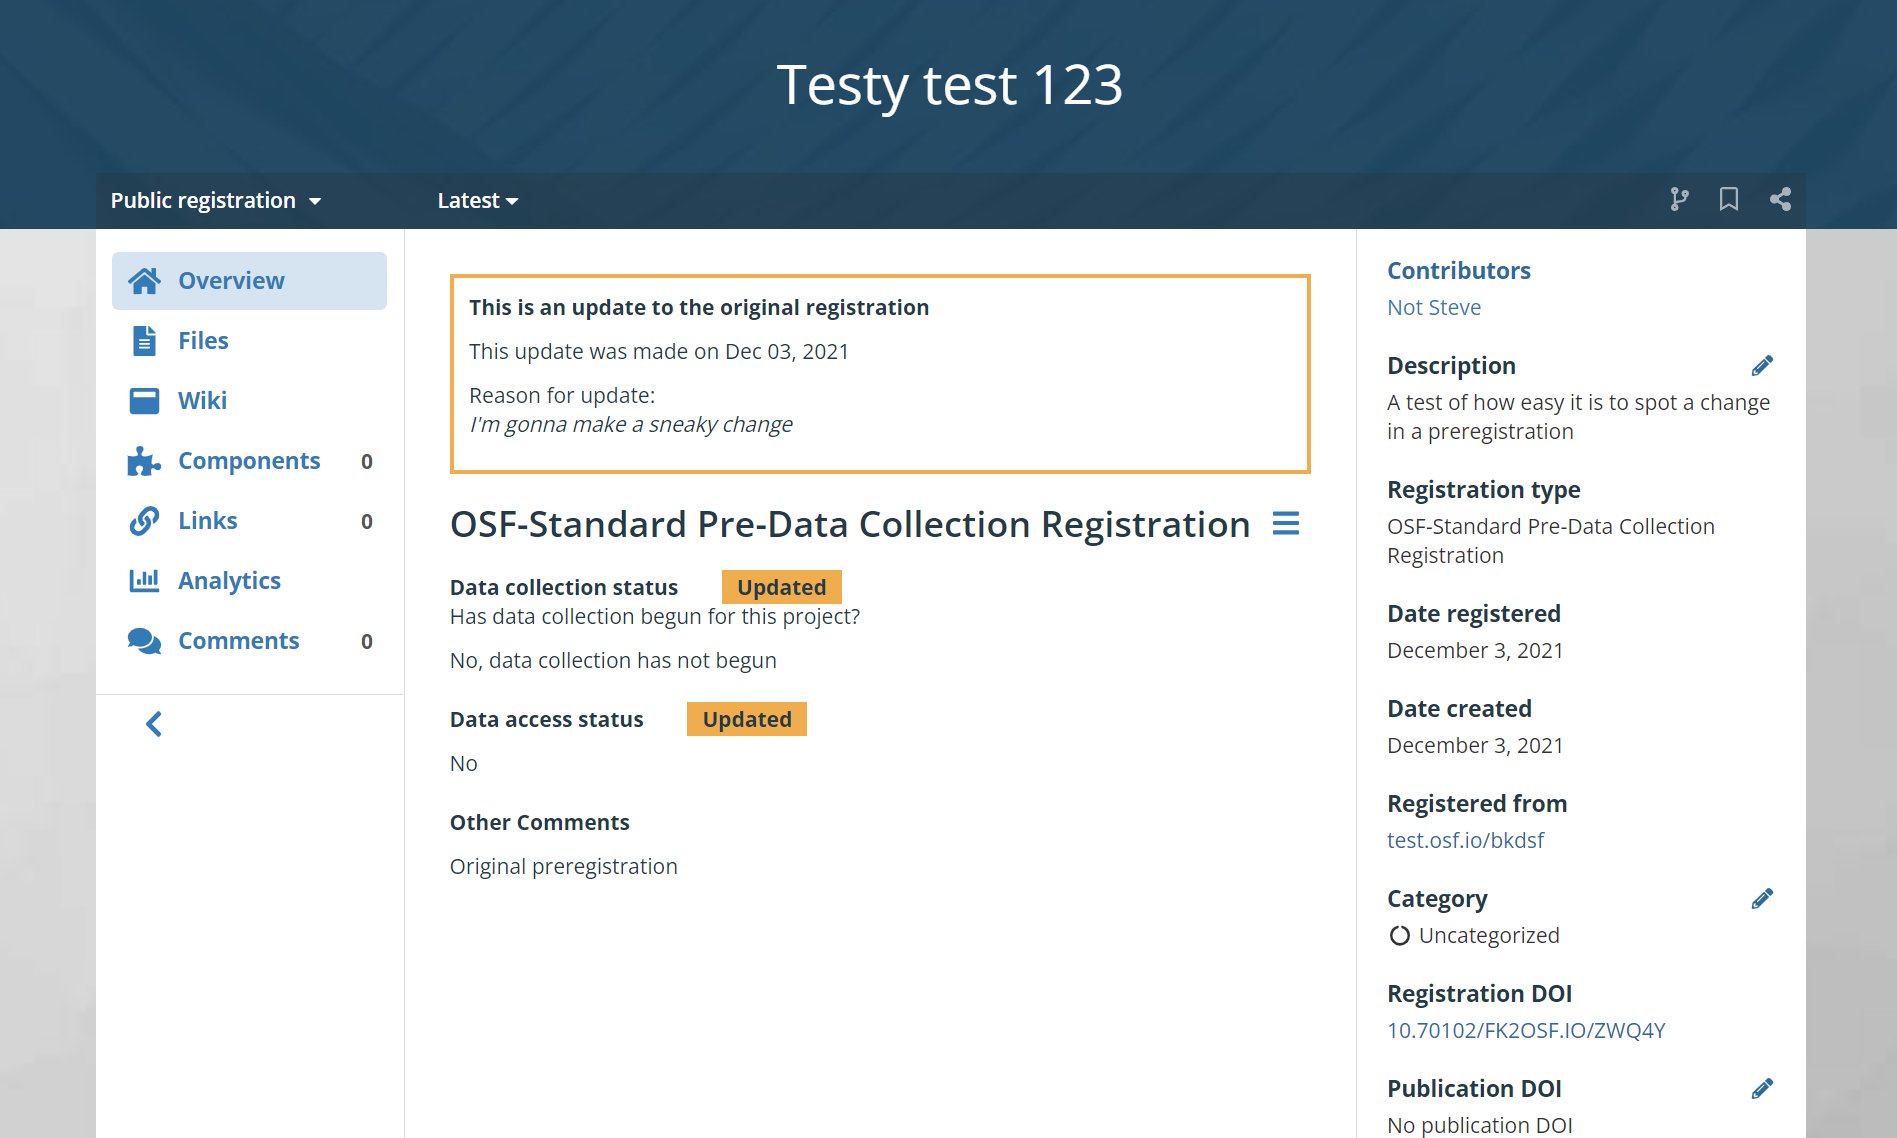 Testy test 123
Public registration
Latest
Overview
Files
Wiki
Components 0
Links 0
Analytics
Comments 0
This is an update to the original registration
This update was made on Dec 03, 2021
Reason for update:
I'm gonna make a sneaky change
OSF-Standard Pre-Data Collection Registration
Data collection status Updated
Has data collection begun for this project?
No, data collection has not begun
Data access status Updated
No
Other Comments
Original preregistration
Contributors
Not Steve
Description
A test of how easy it is to spot a change
in a preregistration
Registration type
OSF-Standard Pre-Data Collection
Registration
Date registered
December 3, 2021
Date created
December 3, 2021
Registered from
test.osf.io/bkdsf
Category
Uncategorized
Registration DOI
10.70102/FK2OSF.IO/ZWQ4Y
Publication DOI
No publication DOI